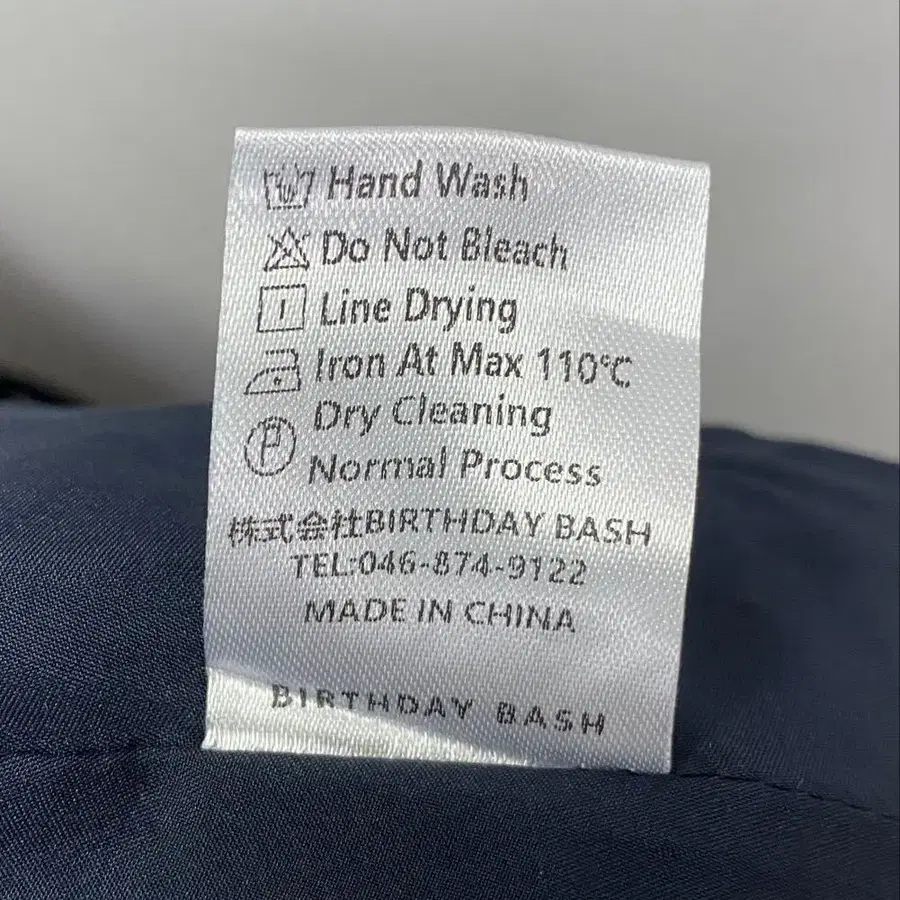 Hand Wash
Do Not Bleach
Line Drying
Iron At Max 110℃
Dry Cleaning
P
Normal Process
株式会社BIRTHDAY BASH
TEL:046-874-9122
MADE IN CHINA
BIRTHDAY BASH